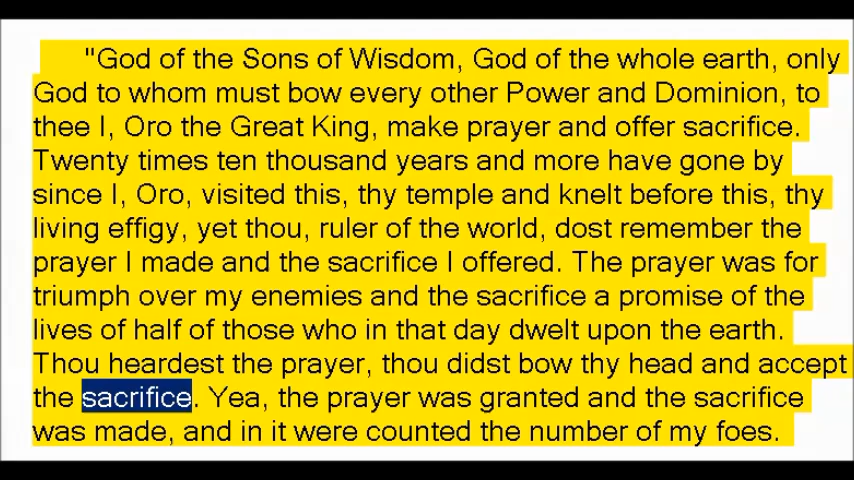 "God of the Sons of Wisdom, God of the whole earth, only
God to whom must bow every other Power and Dominion, to
thee I, Oro the Great King, make prayer and offer sacrifice.
Twenty times ten thousand years and more have gone by
since I, Oro, visited this, thy temple and knelt before this, thy
living effigy, yet thou, ruler of the world, dost remember the
prayer I made and the sacrifice I offered. The prayer was for
triumph over my enemies and the sacrifice a promise of the
lives of half of those who in that day dwelt upon the earth.
Thou heardest the prayer, thou didst bow thy head and accept
the sacrifice. Yea, the prayer was granted and the sacrifice
was made, and in it were counted the number of my foes.